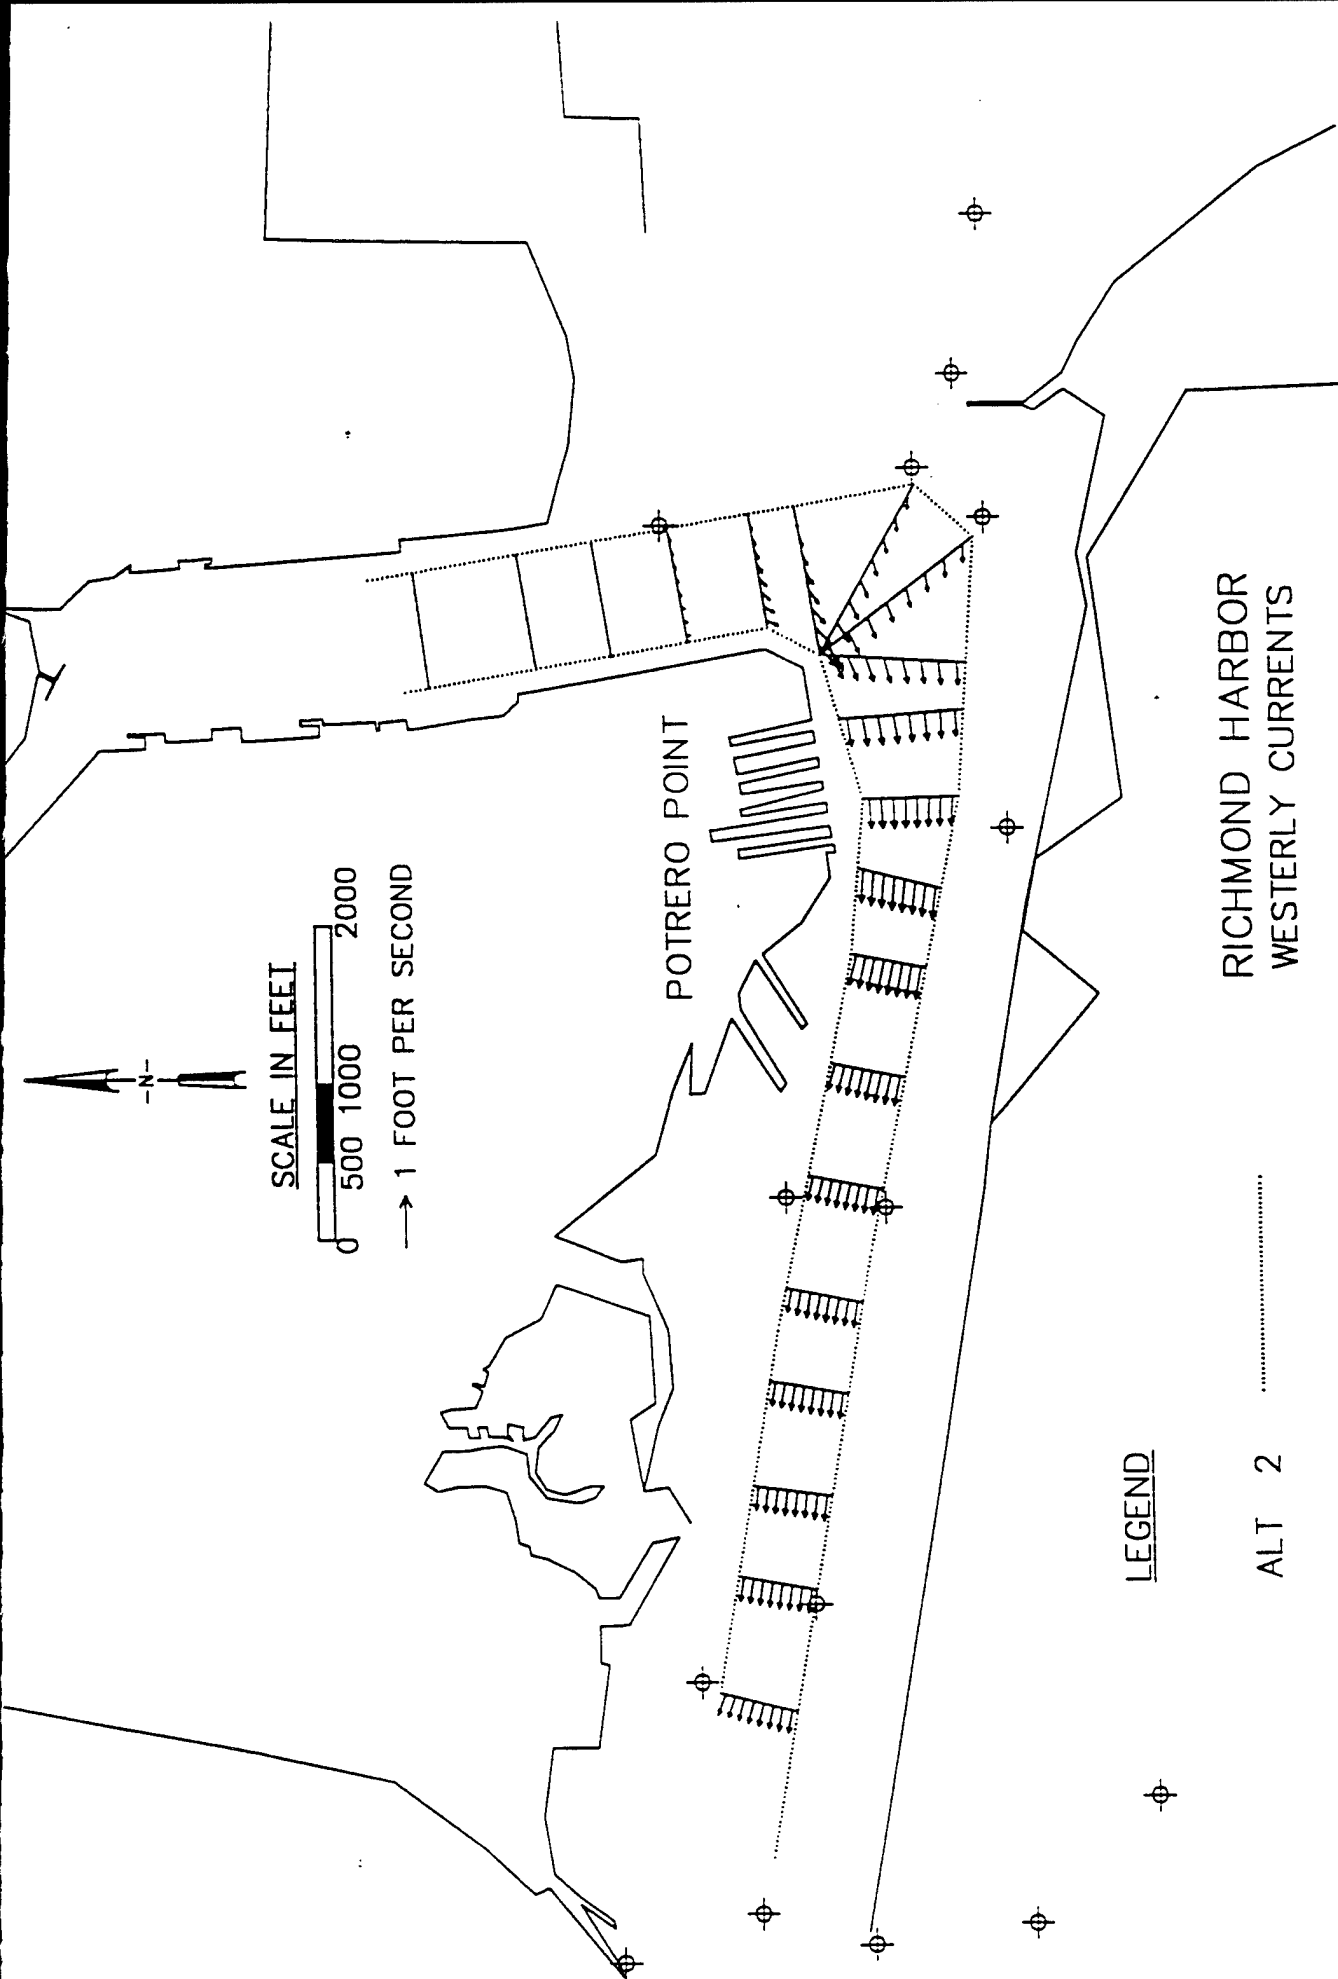 -N-
SCALE IN FEET
0 500 1000 2000
1 FOOT PER SECOND
POTRERO POINT
LEGEND
ALT 2
RICHMOND HARBOR
WESTERLY CURRENTS